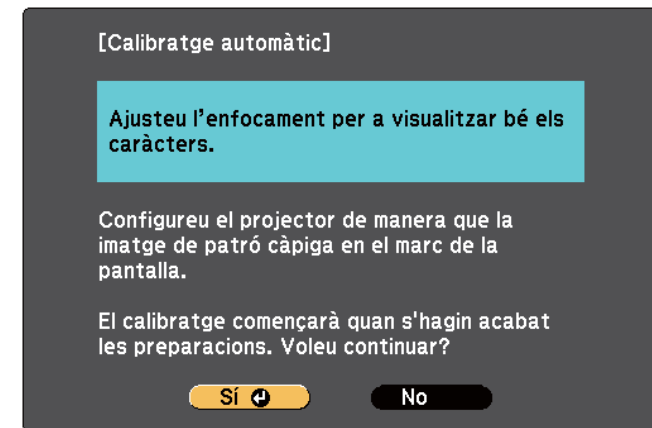 [Calibratge automàtic]
Ajusteu l’enfocament per a visualitzar bé els
caràcters.
Configureu el projector de manera que la
imatge de patró càpiga en el marc de la
pantalla.
El calibratge començarà quan s'hagin acabat
les preparacions. Voleu continuar?
Sí No